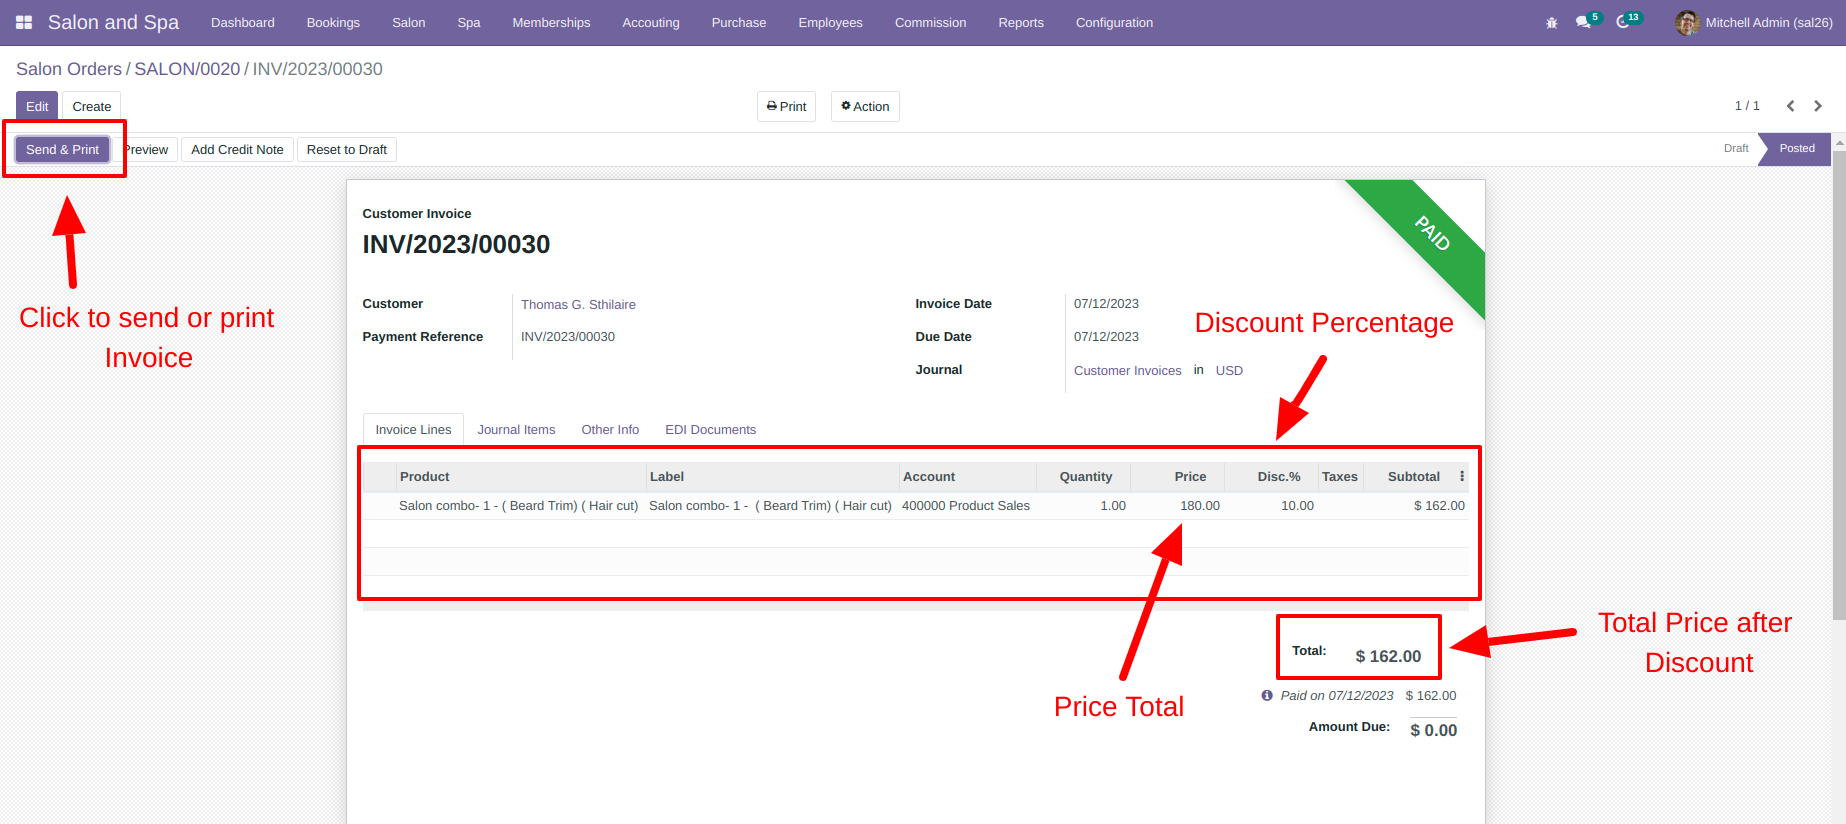 Salon and Spa Dashboard Bookings Salon Spa Memberships Accouting Purchase Employees Commission Reports Configuration 5 13 Mitchell Admin (sal26)
Salon Orders / SALON/0020 / INV/2023/00030
Edit Create Print Action 1 / 1
Send & Print Preview Add Credit Note Reset to Draft Draft Posted
Customer Invoice
INV/2023/00030
PAID
Customer Thomas G. Sthilaire Invoice Date 07/12/2023
Click to send or print
Invoice
Payment Reference INV/2023/00030 Due Date 07/12/2023
Discount Percentage
Journal Customer Invoices in USD
Invoice Lines Journal Items Other Info EDI Documents
Product Label Account Quantity Price Disc.% Taxes Subtotal
Salon combo- 1 - ( Beard Trim) ( Hair cut) Salon combo- 1 -  ( Beard Trim) ( Hair cut) 400000 Product Sales 1.00 180.00 10.00 $ 162.00
Total: $ 162.00
Total Price after
Discount
Paid on 07/12/2023 $ 162.00
Price Total
Amount Due: $ 0.00